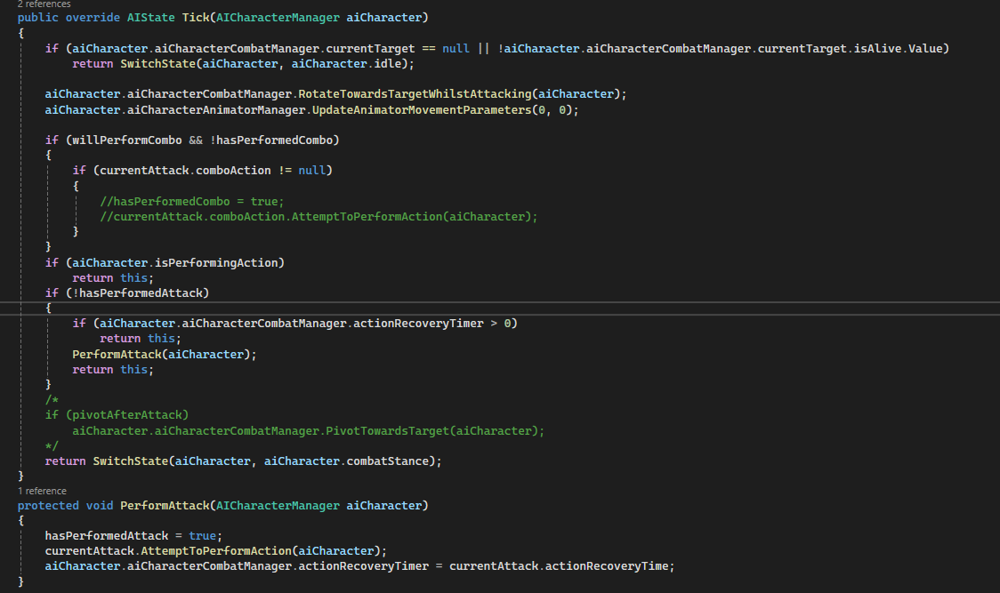 2 references
public override AIState Tick(AICharacterManager aiCharacter)
{
if (aiCharacter.aiCharacterCombatManager.currentTarget == null || !aiCharacter.aiCharacterCombatManager.currentTarget.isAlive.Value)
return SwitchState(aiCharacter, aiCharacter.idle);
aiCharacter.aiCharacterCombatManager.RotateTowardsTargetWhilstAttacking(aiCharacter);
aiCharacter.aiCharacterAnimatorManager.UpdateAnimatorMovementParameters(0, 0);
if (willPerformCombo && !hasPerformedCombo)
{
if (currentAttack.comboAction != null)
{
//hasPerformedCombo = true;
//currentAttack.comboAction.AttemptToPerformAction(aiCharacter);
}
}
if (aiCharacter.isPerformingAction)
return this;
if (!hasPerformedAttack)
{
if (aiCharacter.aiCharacterCombatManager.actionRecoveryTimer > 0)
return this;
PerformAttack(aiCharacter);
return this;
}
/*
if (pivotAfterAttack)
aiCharacter.aiCharacterCombatManager.PivotTowardsTarget(aiCharacter);
*/
return SwitchState(aiCharacter, aiCharacter.combatStance);
}
1 reference
protected void PerformAttack(AICharacterManager aiCharacter)
{
hasPerformedAttack = true;
currentAttack.AttemptToPerformAction(aiCharacter);
aiCharacter.aiCharacterCombatManager.actionRecoveryTimer = currentAttack.actionRecoveryTime;
}